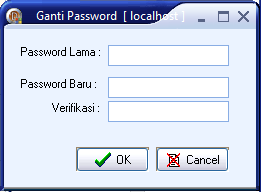 Ganti Password [ localhost ]
Password Lama :
Password Baru :
Verifikasi :
OK Cancel